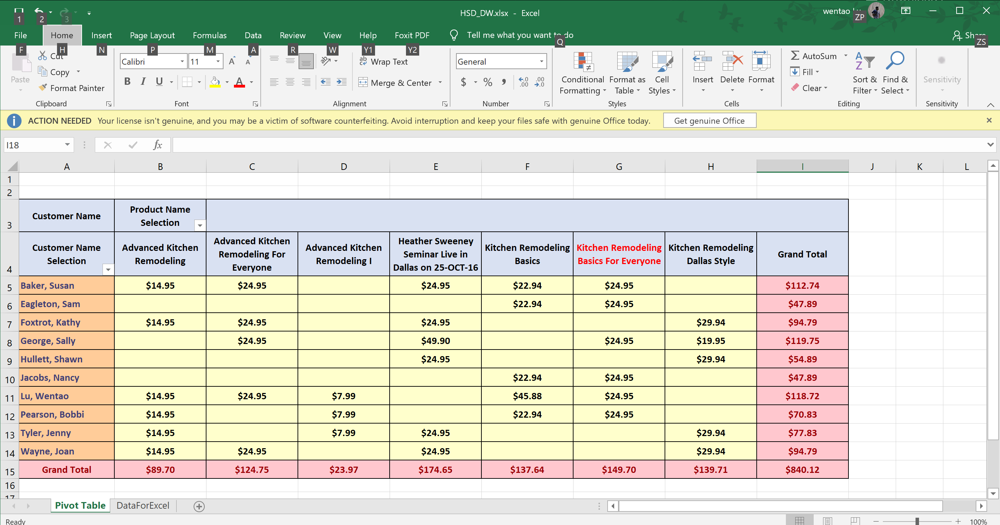 HSD_DW.xlsx - Excel
wentao
1 2 3 ZP
File Home Insert Page Layout Formulas Data Review View Help Foxit PDF Tell me what you want to do Share
F H N P M A R W Y1 Y2 Q ZS
Cut
Copy
Format Painter
Paste
Clipboard
Calibri 11
B I U
Font
Wrap Text
Merge & Center
Alignment
General
$ % , .00 .00
Number
Conditional Formatting
Format as Table
Cell Styles
Styles
Insert Delete Format
Cells
AutoSum
Fill
Clear
Sort & Filter
Find & Select
Editing
Sensitivity
Sensitivity
ACTION NEEDED Your license isn't genuine, and you may be a victim of software counterfeiting. Avoid interruption and keep your files safe with genuine Office today. Get genuine Office
I18 fx
A B C D E F G H I J K L
1
2
3 Customer Name Product Name Selection
4 Customer Name Selection Advanced Kitchen Remodeling Advanced Kitchen Remodeling For Everyone Advanced Kitchen Remodeling I Heather Sweeney Seminar Live in Dallas on 25-OCT-16 Kitchen Remodeling Basics Kitchen Remodeling Basics For Everyone Kitchen Remodeling Dallas Style Grand Total
5 Baker, Susan $14.95 $24.95 $24.95 $22.94 $24.95 $112.74
6 Eagleton, Sam $22.94 $24.95 $47.89
7 Foxtrot, Kathy $14.95 $24.95 $24.95 $29.94 $94.79
8 George, Sally $24.95 $49.90 $24.95 $19.95 $119.75
9 Hullett, Shawn $24.95 $29.94 $54.89
10 Jacobs, Nancy $22.94 $24.95 $47.89
11 Lu, Wentao $14.95 $24.95 $7.99 $45.88 $24.95 $118.72
12 Pearson, Bobbi $14.95 $7.99 $22.94 $24.95 $70.83
13 Tyler, Jenny $14.95 $7.99 $24.95 $29.94 $77.83
14 Wayne, Joan $14.95 $24.95 $24.95 $29.94 $94.79
15 Grand Total $89.70 $124.75 $23.97 $174.65 $137.64 $149.70 $139.71 $840.12
16
17
Pivot Table DataForExcel
Ready 100%